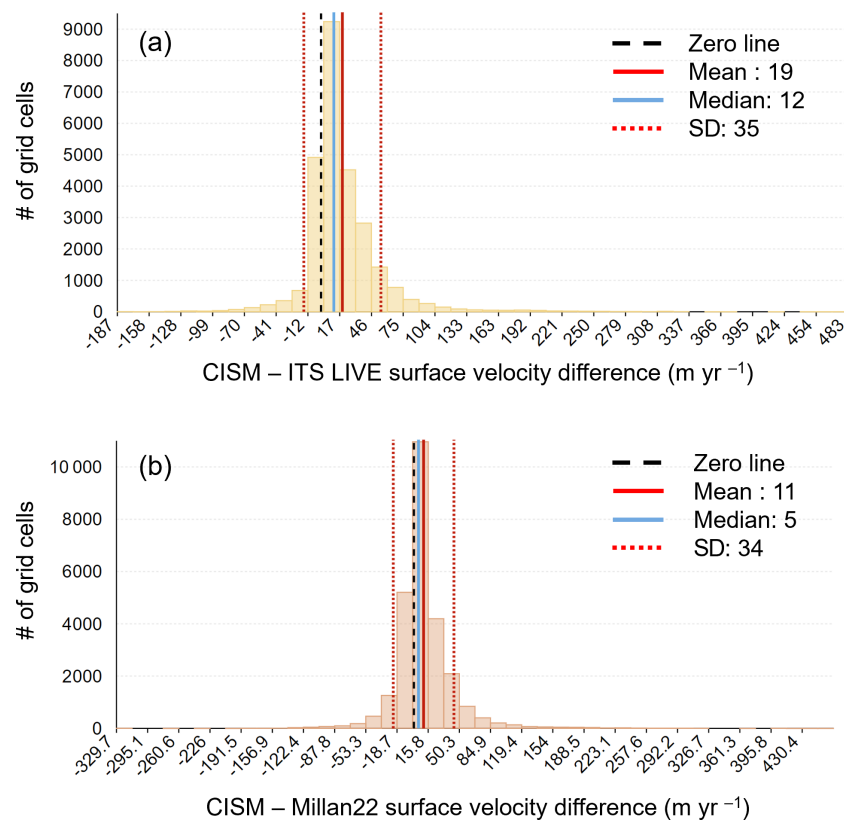 (a)
Zero line
Mean : 19
Median: 12
SD: 35
# of grid cells
9000
8000
7000
6000
5000
4000
3000
2000
1000
0
-187 -158 -128 -99 -70 -41 -12 17 46 75 104 133 163 192 221 250 279 308 337 366 395 424 454 483
CISM – ITS LIVE surface velocity difference (m yr −1)
(b)
Zero line
Mean : 11
Median: 5
SD: 34
# of grid cells
10 000
8000
6000
4000
2000
0
-329.7 -295.1 -260.6 -226 -191.5 -156.9 -122.4 -87.8 -53.3 -18.7 15.8 50.3 84.9 119.4 154 188.5 223.1 257.6 292.2 326.7 361.3 395.8 430.4
CISM – Millan22 surface velocity difference (m yr −1)